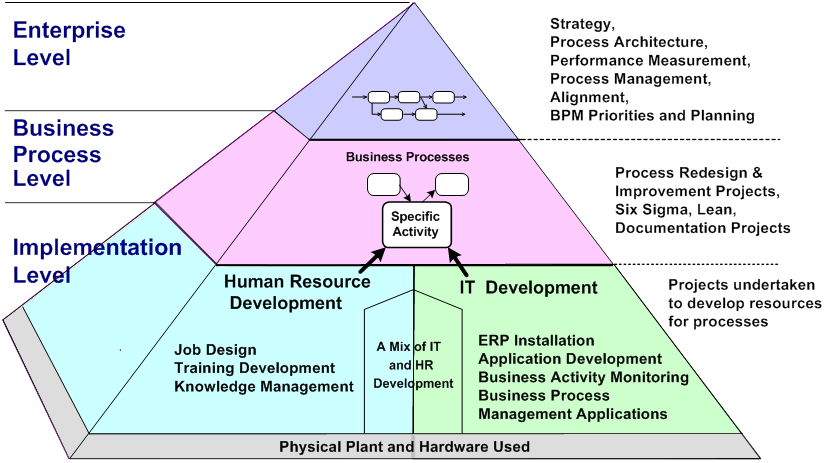 Enterprise
Level
Strategy,
Process Architecture,
Performance Measurement,
Process Management,
Alignment,
BPM Priorities and Planning
Business
Process
Level
Business Processes
Specific
Activity
Process Redesign &
Improvement Projects,
Six Sigma, Lean,
Documentation Projects
Implementation
Level
Human Resource
Development
IT Development
Projects undertaken
to develop resources
for processes
Job Design
Training Development
Knowledge Management
A Mix of IT
and HR
Development
ERP Installation
Application Development
Business Activity Monitoring
Business Process
Management Applications
Physical Plant and Hardware Used